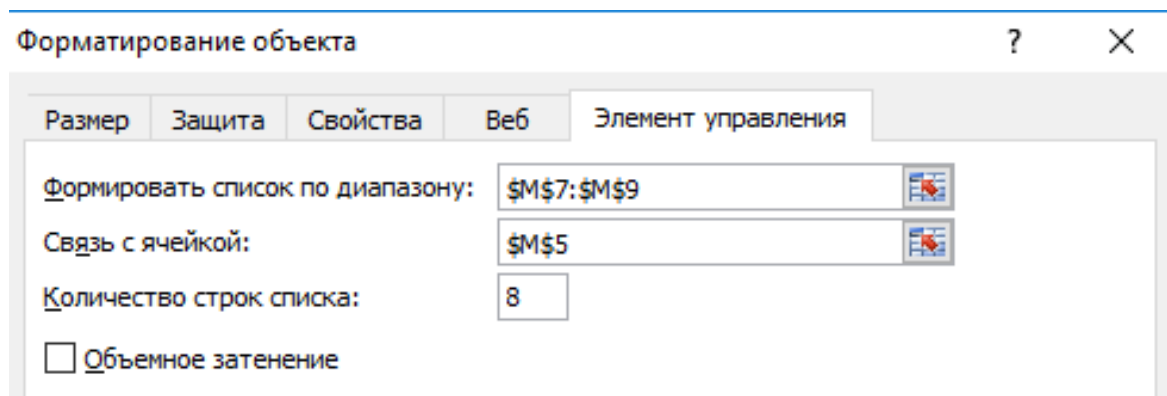 Форматирование объекта ?
Размер Защита Свойства Веб Элемент управления
Формировать список по диапазону: $M$7:$M$9
Связь с ячейкой: $M$5
Количество строк списка: 8
Объемное затенение